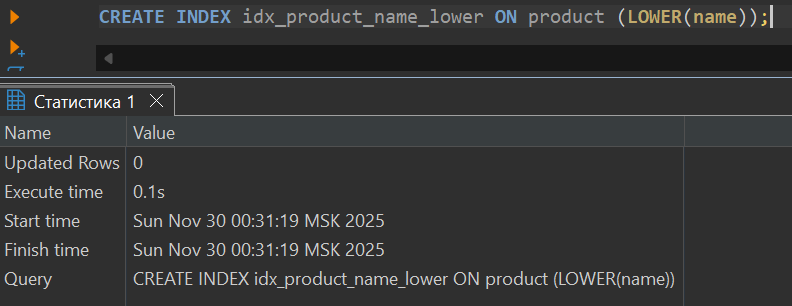 CREATE INDEX idx_product_name_lower ON product (LOWER(name));
Статистика 1
Name Value
Updated Rows 0
Execute time 0.1s
Start time Sun Nov 30 00:31:19 MSK 2025
Finish time Sun Nov 30 00:31:19 MSK 2025
Query CREATE INDEX idx_product_name_lower ON product (LOWER(name))